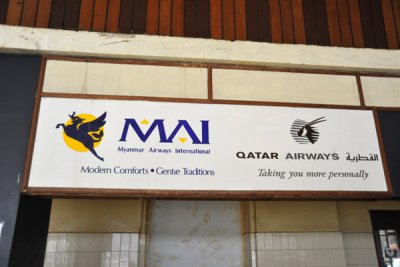 MAI
Myanmar Airways International
Modern Comforts • Gentle Traditions
QATAR AIRWAYS القطرية
Taking you more personally